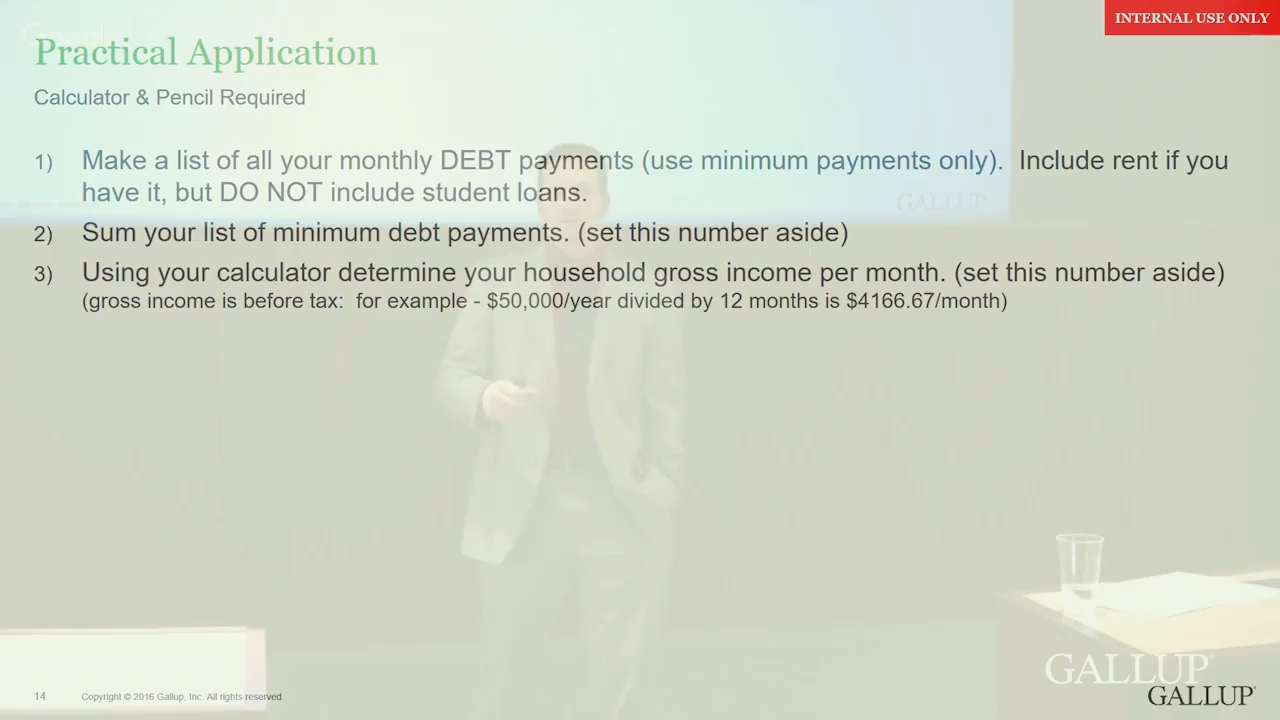 INTERNAL USE ONLY
Google
Practical Application
Calculator & Pencil Required
1) Make a list of all your monthly DEBT payments (use minimum payments only). Include rent if you
have it, but DO NOT include student loans.
GALLUP
2) Sum your list of minimum debt payments. (set this number aside)
3) Using your calculator determine your household gross income per month. (set this number aside)
(gross income is before tax: for example - $50,000/year divided by 12 months is $4166.67/month)
GALLUP®
14 Copyright © 2016 Gallup, Inc. All rights reserved.
GALLUP®